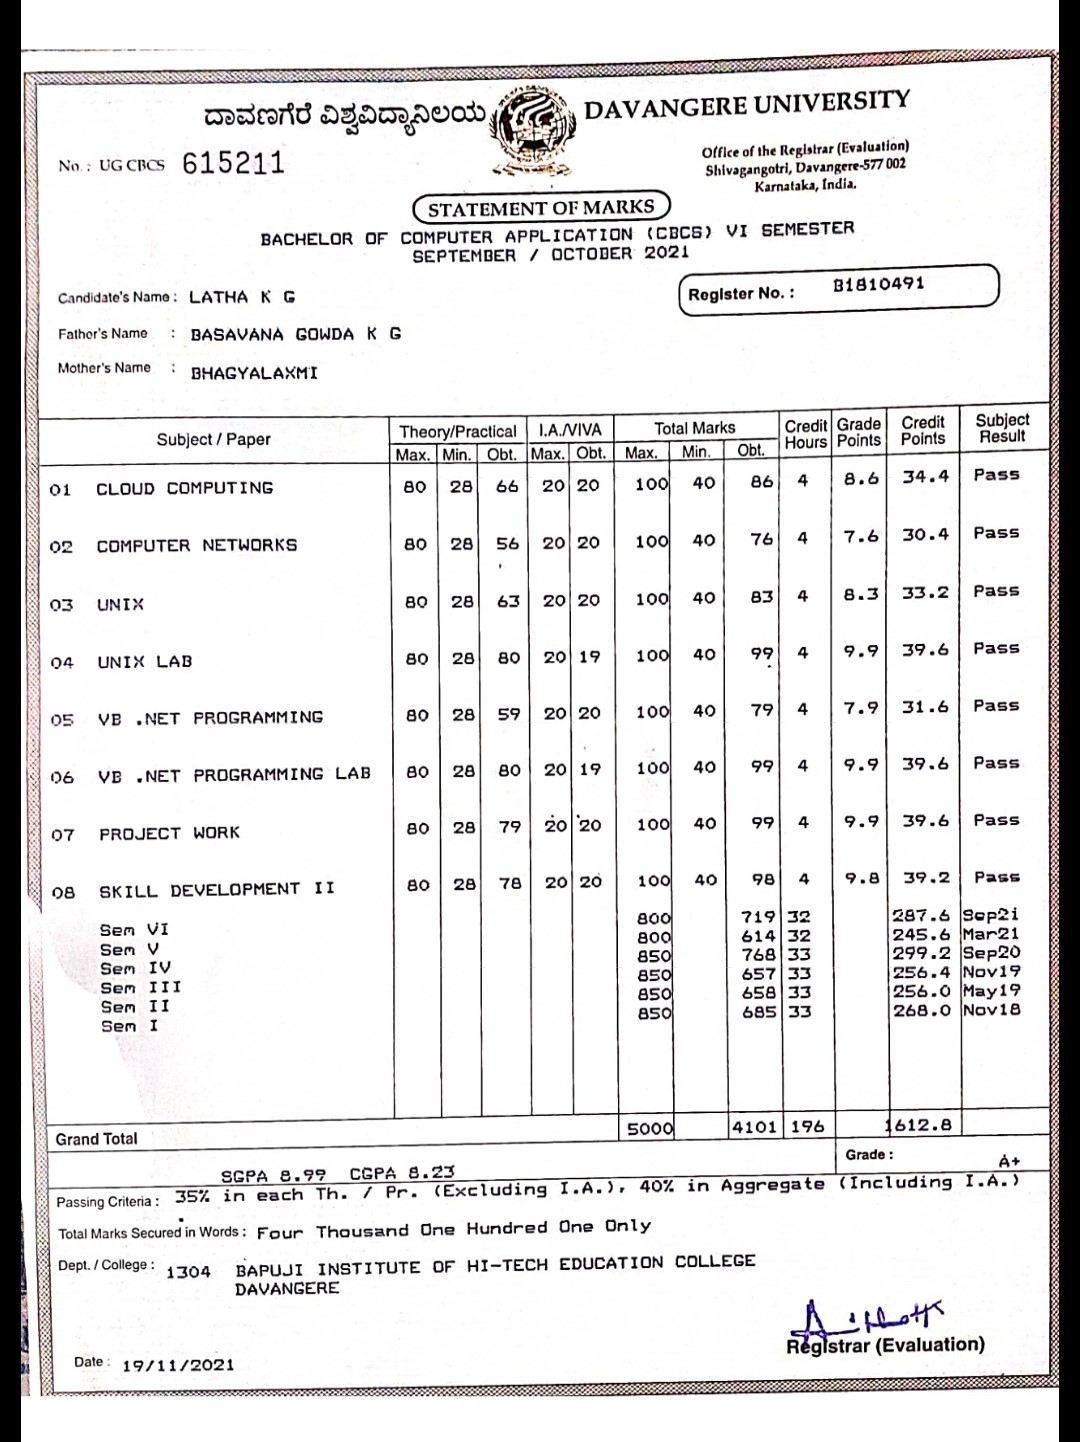 ದಾವಣಗೆರೆ ವಿಶ್ವವಿದ್ಯಾನಿಲಯ DAVANGERE UNIVERSITY
No.: UG CBCS 615211
Office of the Registrar (Evaluation)
Shivagangotri, Davangere-577 002
Karnataka, India.
STATEMENT OF MARKS
BACHELOR OF COMPUTER APPLICATION (CBCS) VI SEMESTER
SEPTEMBER / OCTOBER 2021
Register No. : B1810491
Candidate's Name : LATHA K G
Father's Name : BASAVANA GOWDA K G
Mother's Name : BHAGYALAXMI
Subject / Paper Theory/Practical I.A./VIVA Total Marks Credit Hours Grade Points Credit Points Subject Result
Max. Min. Obt. Max. Obt. Max. Min. Obt.
01 CLOUD COMPUTING 80 28 66 20 20 100 40 86 4 8.6 34.4 Pass
02 COMPUTER NETWORKS 80 28 56 20 20 100 40 76 4 7.6 30.4 Pass
03 UNIX 80 28 63 20 20 100 40 83 4 8.3 33.2 Pass
04 UNIX LAB 80 28 80 20 19 100 40 99 4 9.9 39.6 Pass
05 VB .NET PROGRAMMING 80 28 59 20 20 100 40 79 4 7.9 31.6 Pass
06 VB .NET PROGRAMMING LAB 80 28 80 20 19 100 40 99 4 9.9 39.6 Pass
07 PROJECT WORK 80 28 79 20 20 100 40 99 4 9.9 39.6 Pass
08 SKILL DEVELOPMENT II 80 28 78 20 20 100 40 98 4 9.8 39.2 Pass
Sem VI 800 719 32 287.6 Sep21
Sem V 800 614 32 245.6 Mar21
Sem IV 850 768 33 299.2 Sep20
Sem III 850 657 33 256.4 Nov19
Sem II 850 658 33 256.0 May19
Sem I 850 685 33 268.0 Nov18
Grand Total 5000 4101 196 1612.8
SGPA 8.99 CGPA 8.23 Grade : A+
Passing Criteria : 35% in each Th. / Pr. (Excluding I.A.), 40% in Aggregate (Including I.A.)
Total Marks Secured in Words : Four Thousand One Hundred One Only
Dept. / College : 1304 BAPUJI INSTITUTE OF HI-TECH EDUCATION COLLEGE
DAVANGERE
Registrar (Evaluation)
Date : 19/11/2021